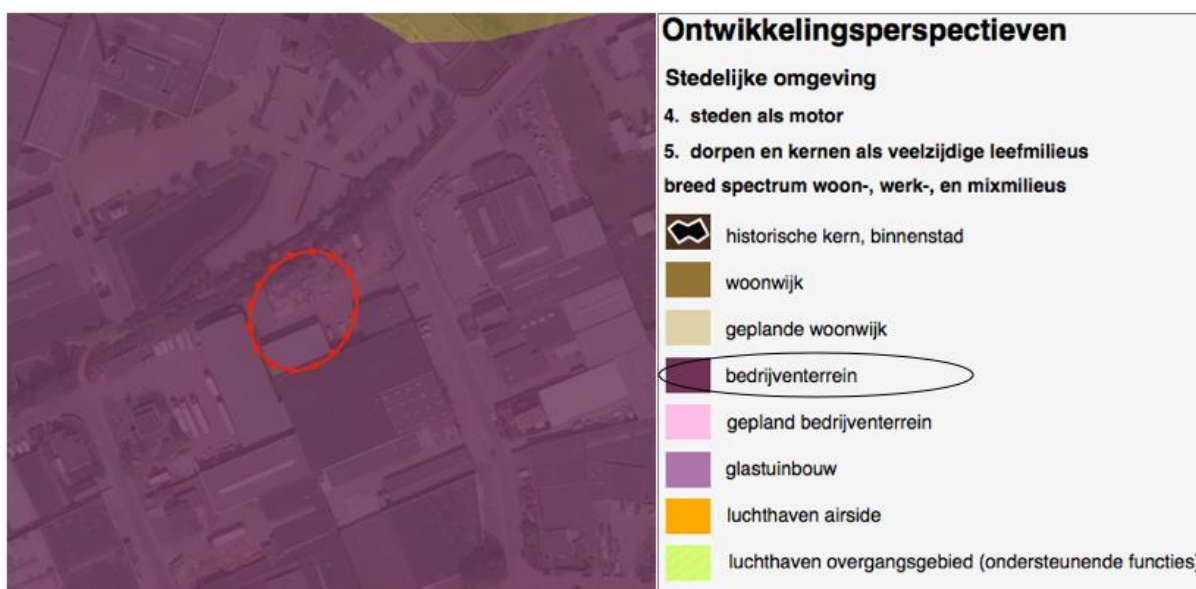 Ontwikkelingsperspectieven
Stedelijke omgeving
4. steden als motor
5. dorpen en kernen als veelzijdige leefmilieus
breed spectrum woon-, werk-, en mixmilieus
historische kern, binnenstad
woonwijk
geplande woonwijk
bedrijventerrein
gepland bedrijventerrein
glastuinbouw
luchthaven airside
luchthaven overgangsgebied (ondersteunende functies)